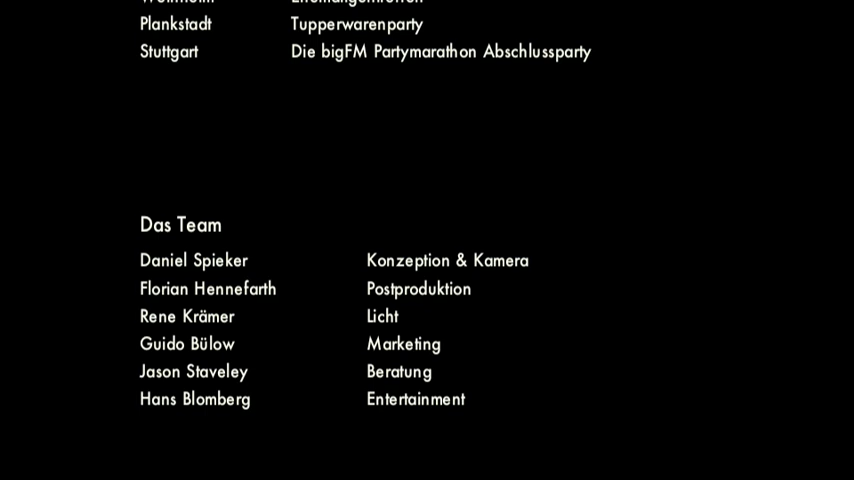 Plankstadt Tupperwarenparty
Stuttgart Die bigFM Partymarathon Abschlussparty
Das Team
Daniel Spieker Konzeption & Kamera
Florian Hennefarth Postproduktion
Rene Krämer Licht
Guido Bülow Marketing
Jason Staveley Beratung
Hans Blomberg Entertainment